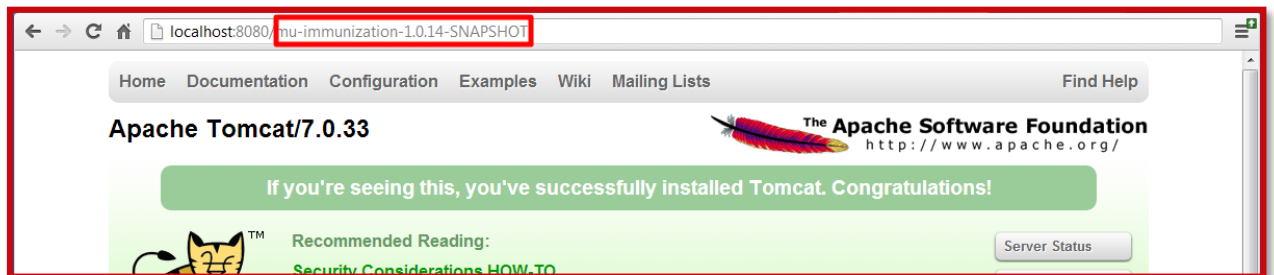 localhost:8080/mu-immunization-1.0.14-SNAPSHOT
Home Documentation Configuration Examples Wiki Mailing Lists Find Help
Apache Tomcat/7.0.33
The Apache Software Foundation
http://www.apache.org/
If you're seeing this, you've successfully installed Tomcat. Congratulations!
TM
Recommended Reading:
Server Status
Security Considerations HOW-TO